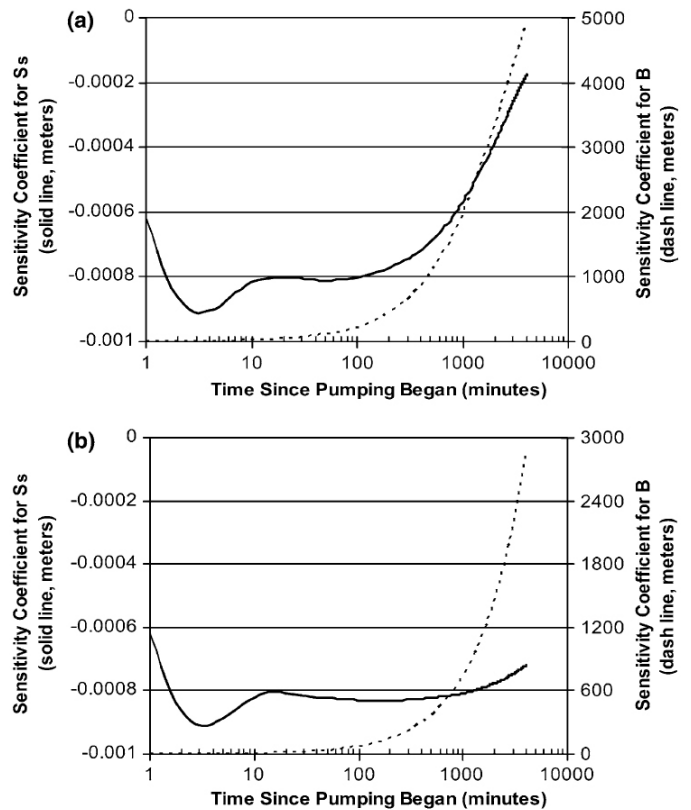 (a)
0
-0.0002
-0.0004
-0.0006
-0.0008
-0.001
Sensitivity Coefficient for Ss
(solid line, meters)
5000
4000
3000
2000
1000
0
Sensitivity Coefficient for B
(dash line, meters)
1 10 100 1000 10000
Time Since Pumping Began (minutes)
(b)
0
-0.0002
-0.0004
-0.0006
-0.0008
-0.001
Sensitivity Coefficient for Ss
(solid line, meters)
3000
2400
1800
1200
600
0
Sensitivity Coefficient for B
(dash line, meters)
1 10 100 1000 10000
Time Since Pumping Began (minutes)